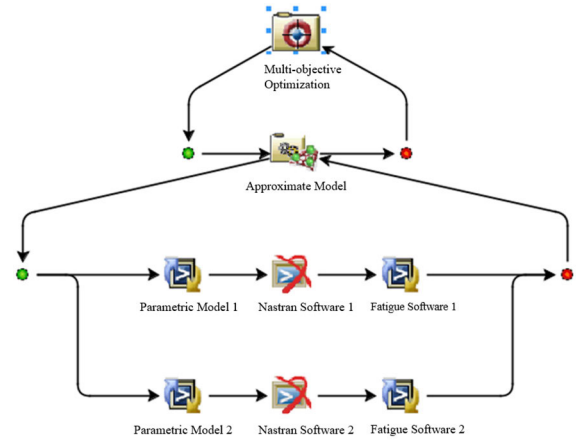 Multi-objective
Optimization
Approximate Model
Parametric Model 1
Nastran Software 1
Fatigue Software 1
Parametric Model 2
Nastran Software 2
Fatigue Software 2